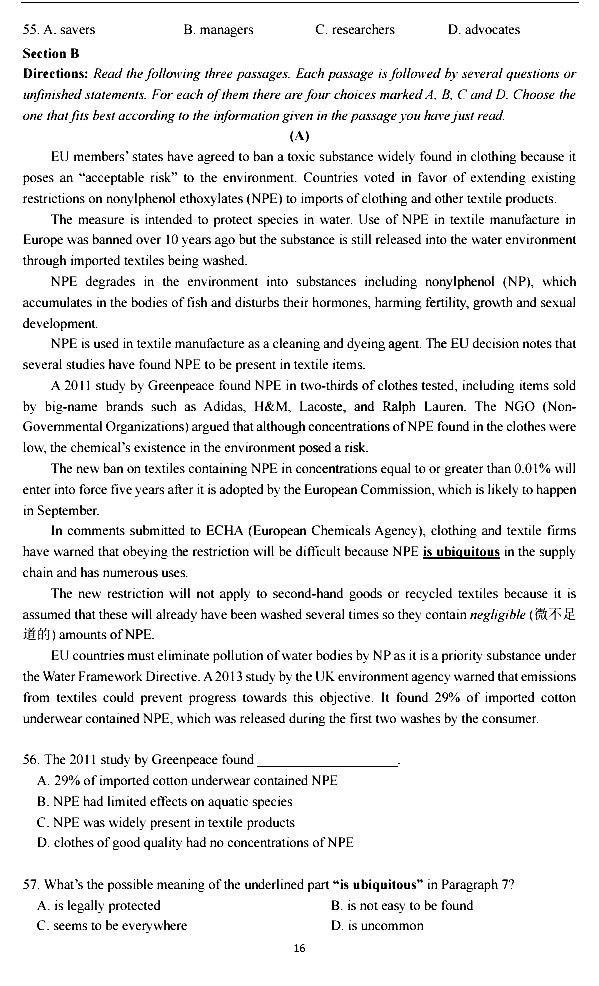 55. A. savers B. managers C. researchers D. advocates
Section B
Directions: Read the following three passages. Each passage is followed by several questions or
unfinished statements. For each of them there are four choices marked A, B, C and D. Choose the
one that fits best according to the information given in the passage you have just read.
(A)
EU members' states have agreed to ban a toxic substance widely found in clothing because it
poses an “acceptable risk” to the environment. Countries voted in favor of extending existing
restrictions on nonylphenol ethoxylates (NPE) to imports of clothing and other textile products.
The measure is intended to protect species in water. Use of NPE in textile manufacture in
Europe was banned over 10 years ago but the substance is still released into the water environment
through imported textiles being washed.
NPE degrades in the environment into substances including nonylphenol (NP), which
accumulates in the bodies of fish and disturbs their hormones, harming fertility, growth and sexual
development.
NPE is used in textile manufacture as a cleaning and dyeing agent. The EU decision notes that
several studies have found NPE to be present in textile items.
A 2011 study by Greenpeace found NPE in two-thirds of clothes tested, including items sold
by big-name brands such as Adidas, H&M, Lacoste, and Ralph Lauren. The NGO (Non-
Governmental Organizations) argued that although concentrations of NPE found in the clothes were
low, the chemical's existence in the environment posed a risk.
The new ban on textiles containing NPE in concentrations equal to or greater than 0.01% will
enter into force five years after it is adopted by the European Commission, which is likely to happen
in September.
In comments submitted to ECHA (European Chemicals Agency), clothing and textile firms
have warned that obeying the restriction will be difficult because NPE is ubiquitous in the supply
chain and has numerous uses.
The new restriction will not apply to second-hand goods or recycled textiles because it is
assumed that these will already have been washed several times so they contain negligible (微不足
道的) amounts of NPE.
EU countries must eliminate pollution of water bodies by NP as it is a priority substance under
the Water Framework Directive. A 2013 study by the UK environment agency warned that emissions
from textiles could prevent progress towards this objective. It found 29% of imported cotton
underwear contained NPE, which was released during the first two washes by the consumer.
56. The 2011 study by Greenpeace found ____________________.
A. 29% of imported cotton underwear contained NPE
B. NPE had limited effects on aquatic species
C. NPE was widely present in textile products
D. clothes of good quality had no concentrations of NPE
57. What's the possible meaning of the underlined part “is ubiquitous” in Paragraph 7?
A. is legally protected B. is not easy to be found
C. seems to be everywhere D. is uncommon
16